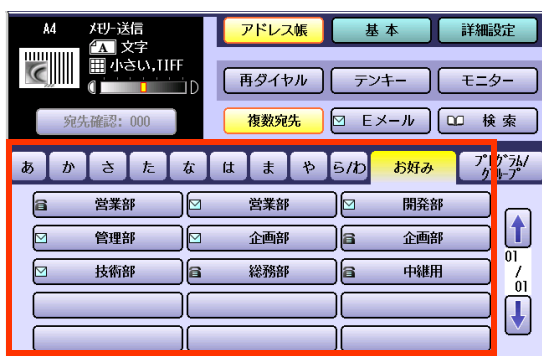 A4 ﾒﾓﾘｰ送信
A 文字
小さい,TIFF
D
宛先確認: 000
アドレス帳 基本 詳細設定
再ダイヤル テンキー モニター
複数宛先 Eメール 検索
あ か さ た な は ま や ら/わ お好み ﾌﾟﾛｸﾞﾗﾑ/
ｸﾞﾙｰﾌﾟ
営業部 営業部 開発部
管理部 企画部 企画部
技術部 総務部 中継用
01
/
01